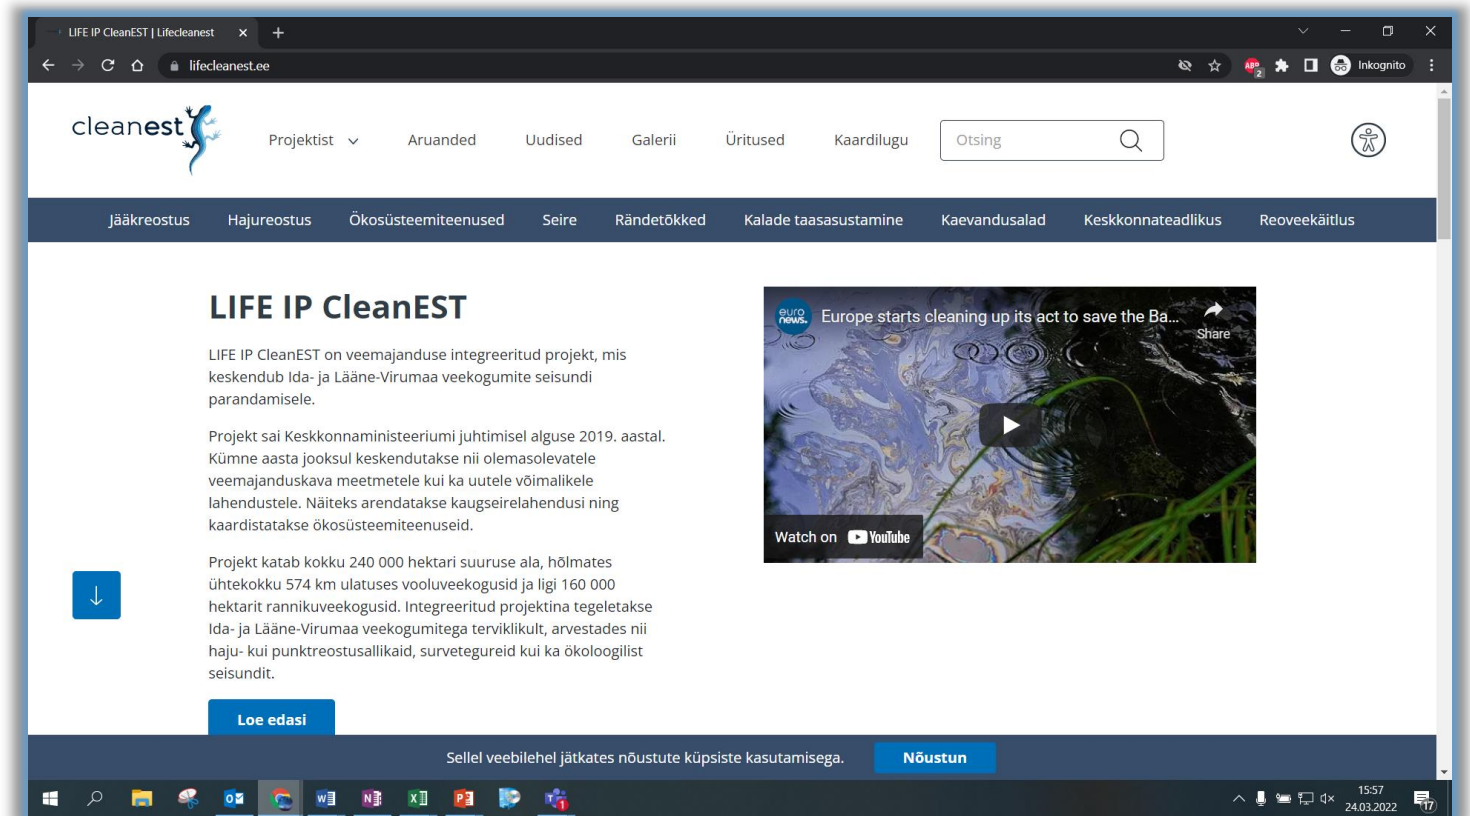 LIFE IP CleanEST | Lifecleanest
lifecleanest.ee
ABP
2
Inkognito
cleanest
Projektist
Aruanded
Uudised
Galerii
Üritused
Kaardilugu
Otsing
Jääkreostus
Hajureostus
Ökosüsteemiteenused
Seire
Rändetõkked
Kalade taasasustamine
Kaevandusalad
Keskkonnateadlikus
Reoveekäitlus
LIFE IP CleanEST
LIFE IP CleanEST on veemajanduse integreeritud projekt, mis
keskendub Ida- ja Lääne-Virumaa veekogumite seisundi
parandamisele.
Projekt sai Keskkonnaministeeriumi juhtimisel alguse 2019. aastal.
Kümne aasta jooksul keskendutakse nii olemasolevatele
veemajanduskava meetmetele kui ka uutele võimalikele
lahendustele. Näiteks arendatakse kaugseirelahendusi ning
kaardistatakse ökosüsteemiteenuseid.
Projekt katab kokku 240 000 hektari suuruse ala, hõlmates
ühtekokku 574 km ulatuses vooluveekogusid ja ligi 160 000
hektarit rannikuveekogusid. Integreeritud projektina tegeletakse
Ida- ja Lääne-Virumaa veekogumitega terviklikult, arvestades nii
haju- kui punktreostusallikaid, survetegureid kui ka ökoloogilist
seisundit.
Loe edasi
euro
news.
Europe starts cleaning up its act to save the Ba...
Share
Watch on YouTube
Sellel veebilehel jätkates nõustute küpsiste kasutamisega.
Nõustun
15:57
24.03.2022
17